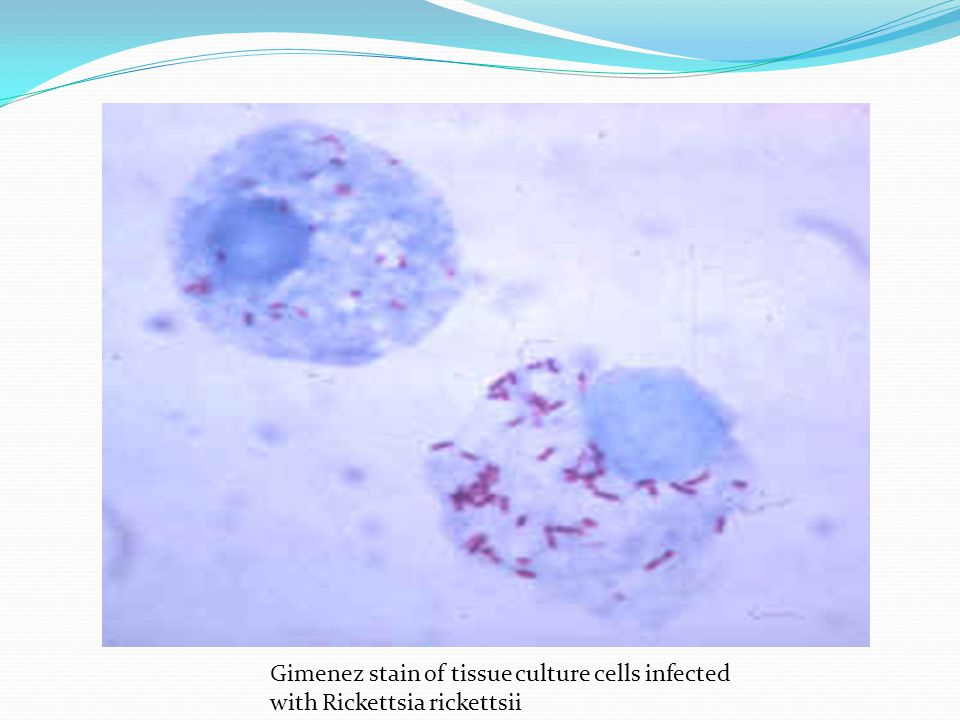 Gimenez stain of tissue culture cells infected
with Rickettsia rickettsii